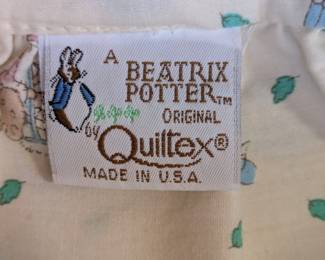 A
BEATRIX
POTTER™
ORIGINAL
by
Quiltex®
MADE IN U.S.A.